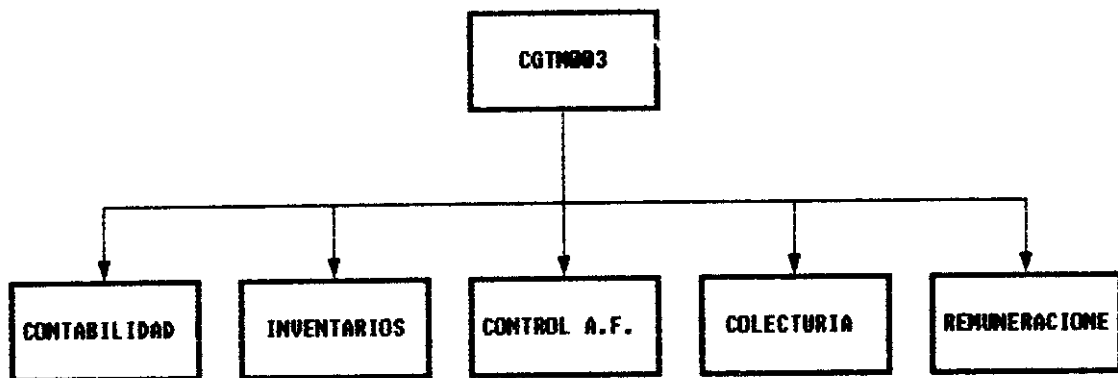 CGTM003
CONTABILIDAD
INVENTARIOS
CONTROL A.F.
COLECTURIA
REMUNERACIONE